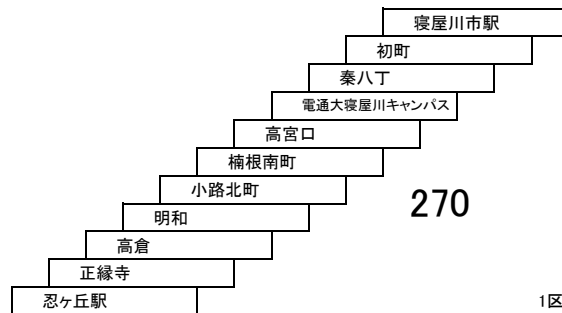 寝屋川市駅
初町
秦八丁
電通大寝屋川キャンパス
高宮口
楠根南町
小路北町
270
明和
高倉
正縁寺
忍ヶ丘駅
1区